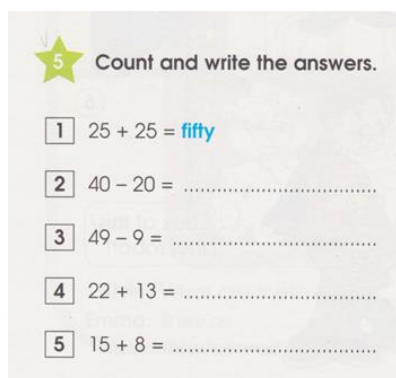 5 Count and write the answers.
1 25 + 25 = fifty
2 40 – 20 = ........................................
3 49 – 9 = ..........................................
4 22 + 13 = ........................................
5 15 + 8 = ..........................................